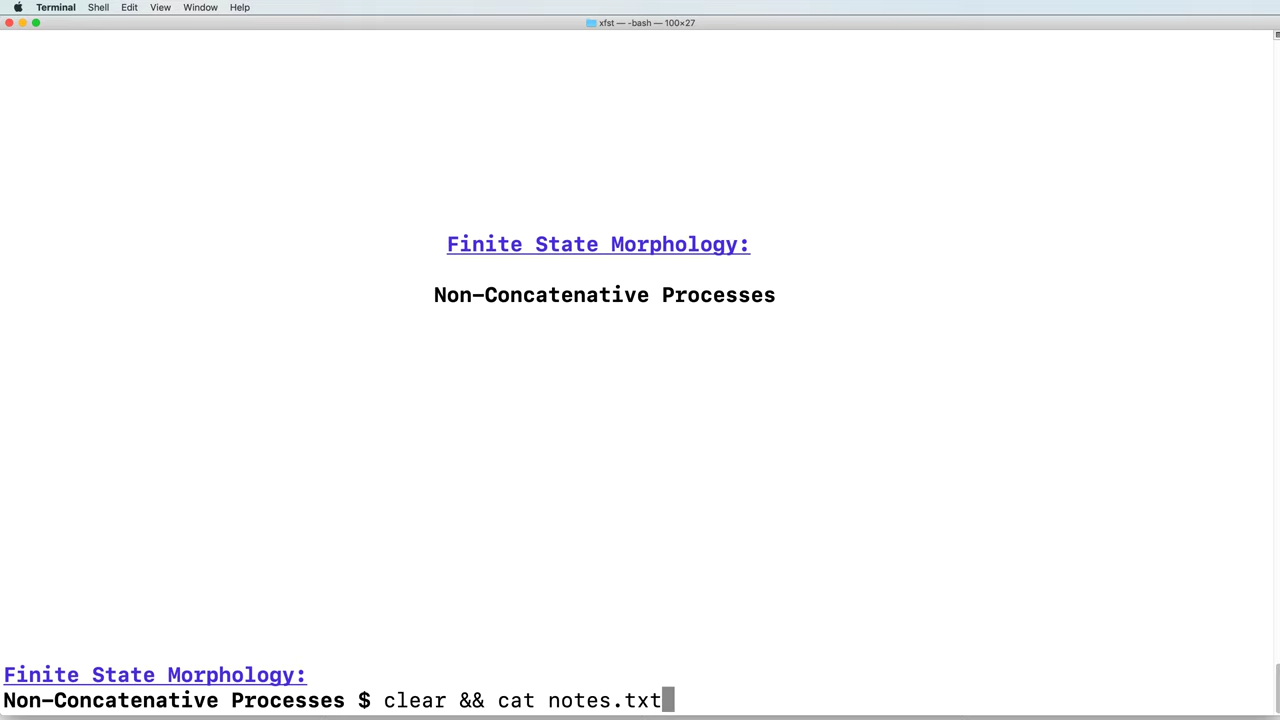 Terminal Shell Edit View Window Help
xfst — -bash — 100×27
Finite State Morphology:
Non-Concatenative Processes
Finite State Morphology:
Non-Concatenative Processes $ clear && cat notes.txt